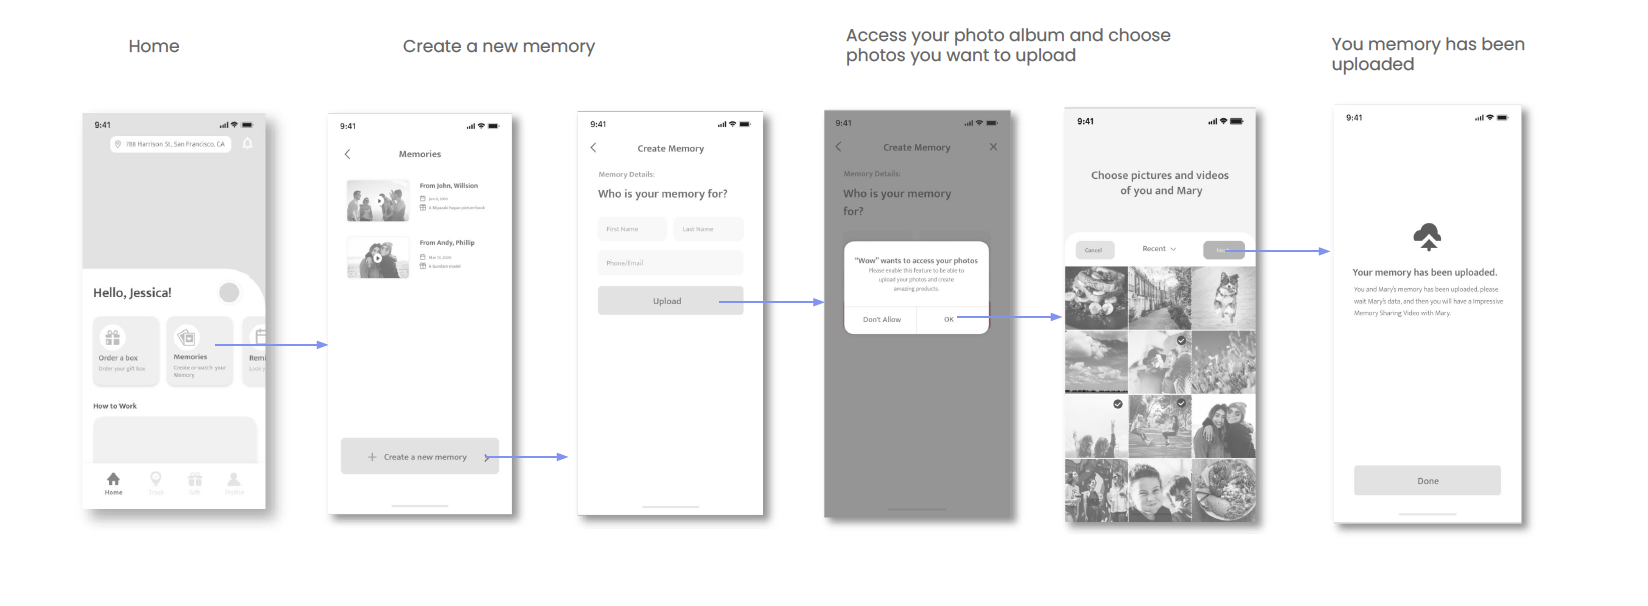 Home
Create a new memory
Access your photo album and choose
photos you want to upload
You memory has been
uploaded
9:41
788 Harrison St, San Francisco, CA
Hello, Jessica!
Order a box
Order your gift box
Memories
Create or watch your
Memory
Remi
How to Work
Home
Gift
Profile
9:41
Memories
From John, Willsion
From Andy, Phillip
Mar 11, 2020
+ Create a new memory
9:41
Create Memory
Memory Details:
Who is your memory for?
First Name
Last Name
Phone/Email
Upload
9:41
Create Memory
Memory Details:
Who is your memory
for?
"Wow" wants to access your photos
Please enable this feature to be able to
upload your photos and create
amazing products.
Don't Allow
OK
9:41
Choose pictures and videos
of you and Mary
Cancel
Recent
9:41
Your memory has been uploaded.
You and Mary's memory has been uploaded, please
wait Mary's data, and then you will have a impressive
Memory Sharing Video with Mary.
Done